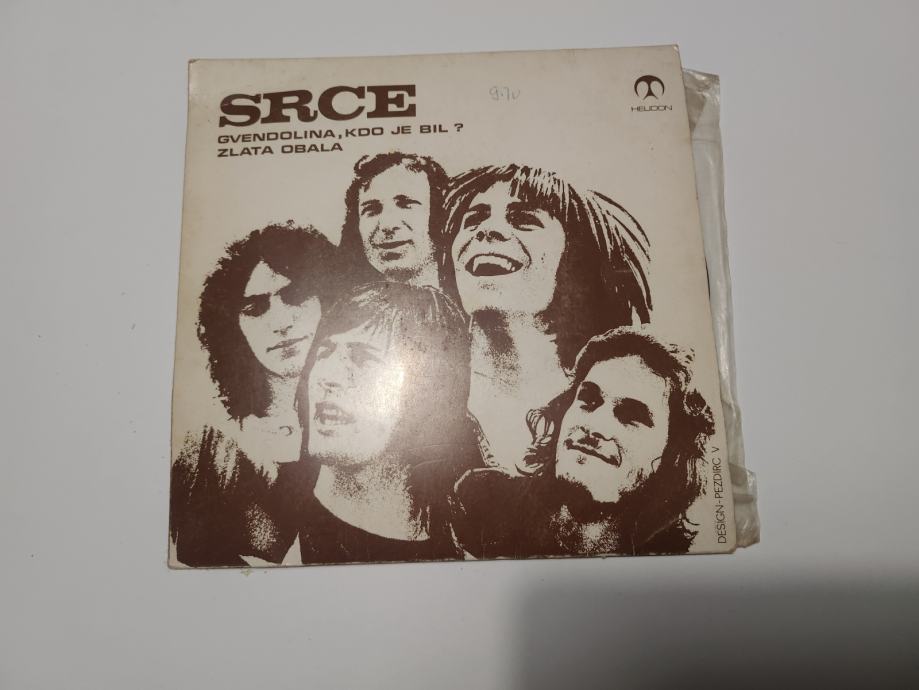 SRCE
GVENDOLINA, KDO JE BIL ?
ZLATA OBALA
HELIDON
DESIGN-PEZDIRC V